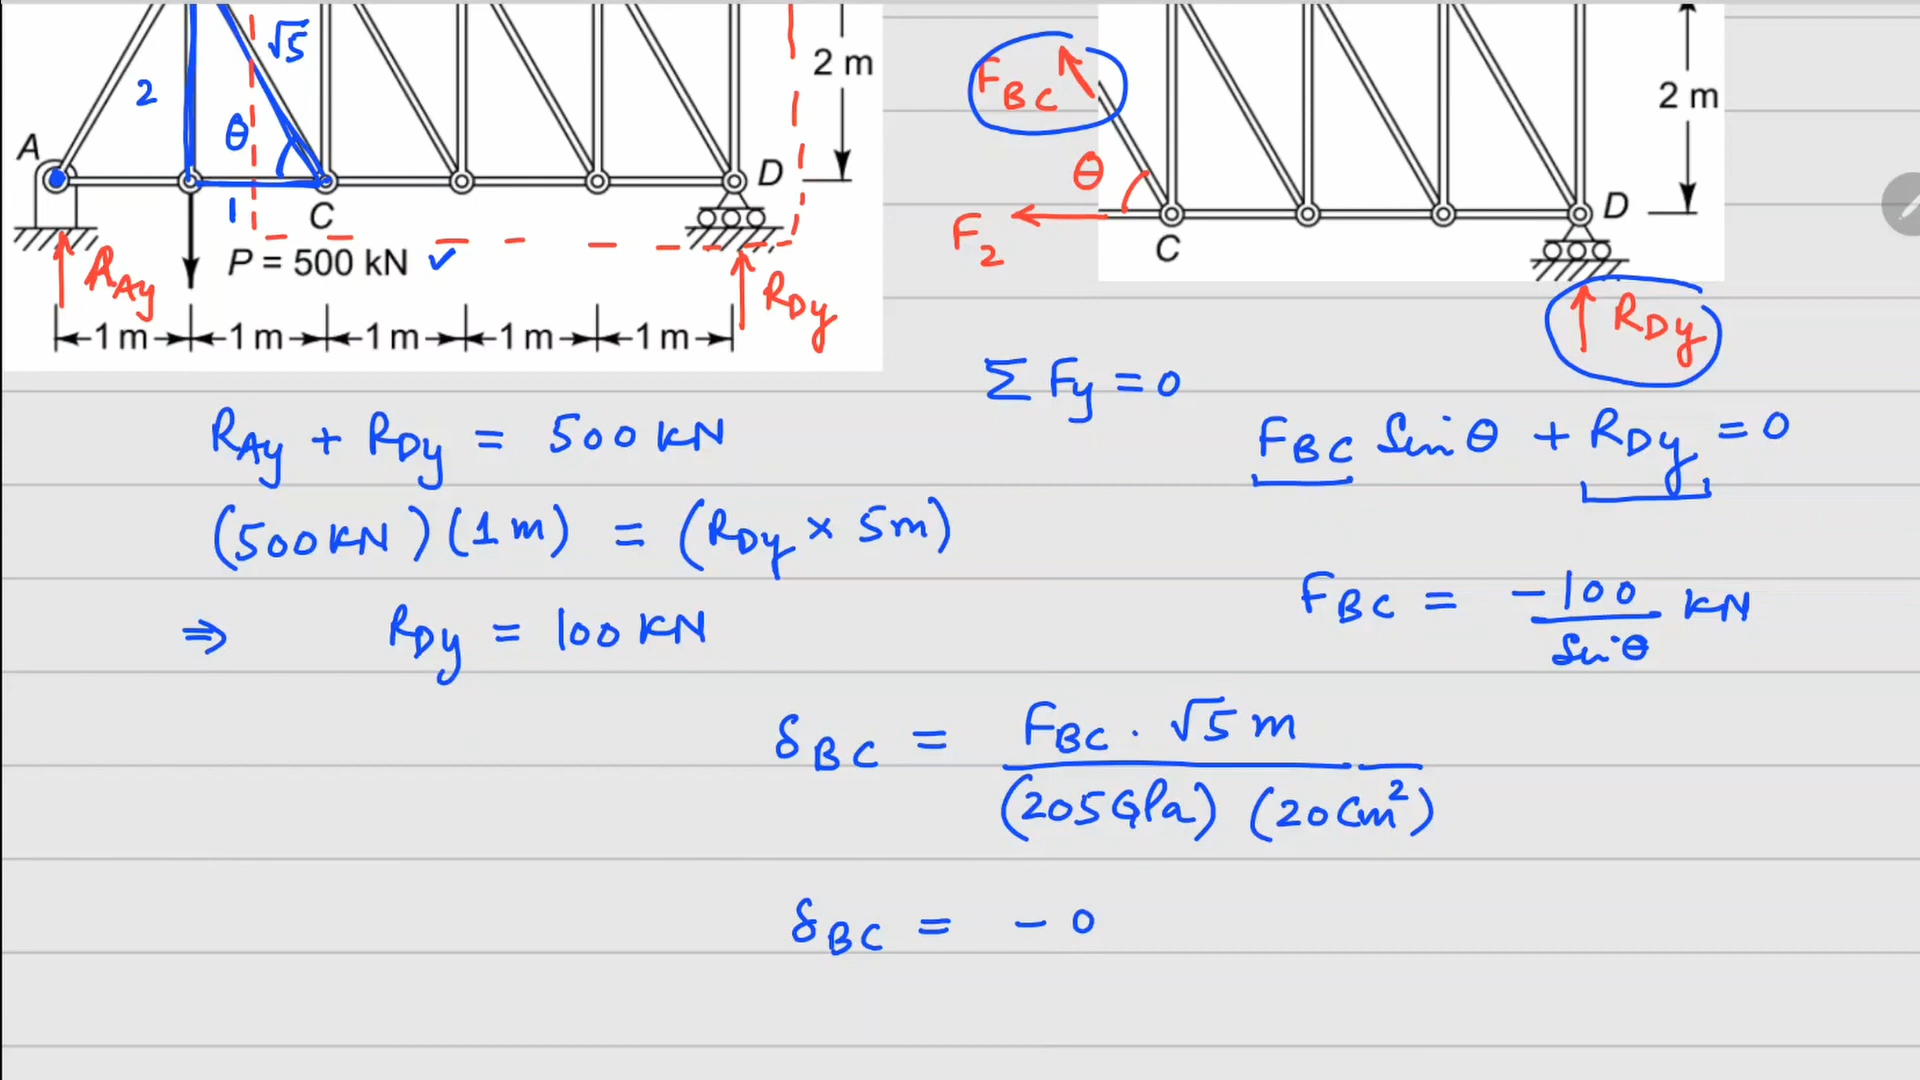 √5
2 m
2
θ
A
D
1
C
P = 500 kN ✓
R_Ay
R_Dy
1 m 1 m 1 m 1 m 1 m
F_BC
2 m
θ
D
F_2
C
R_Dy
Σ Fy = 0
R_Ay + R_Dy = 500 kN
F_BC Sin θ + R_Dy = 0
(500 kN) (1 m) = (R_Dy × 5m)
F_BC = -100 / Sin θ kN
⇒ R_Dy = 100 kN
δ_BC = F_BC · √5 m / (205 GPa) (20 Cm²)
δ_BC = - 0